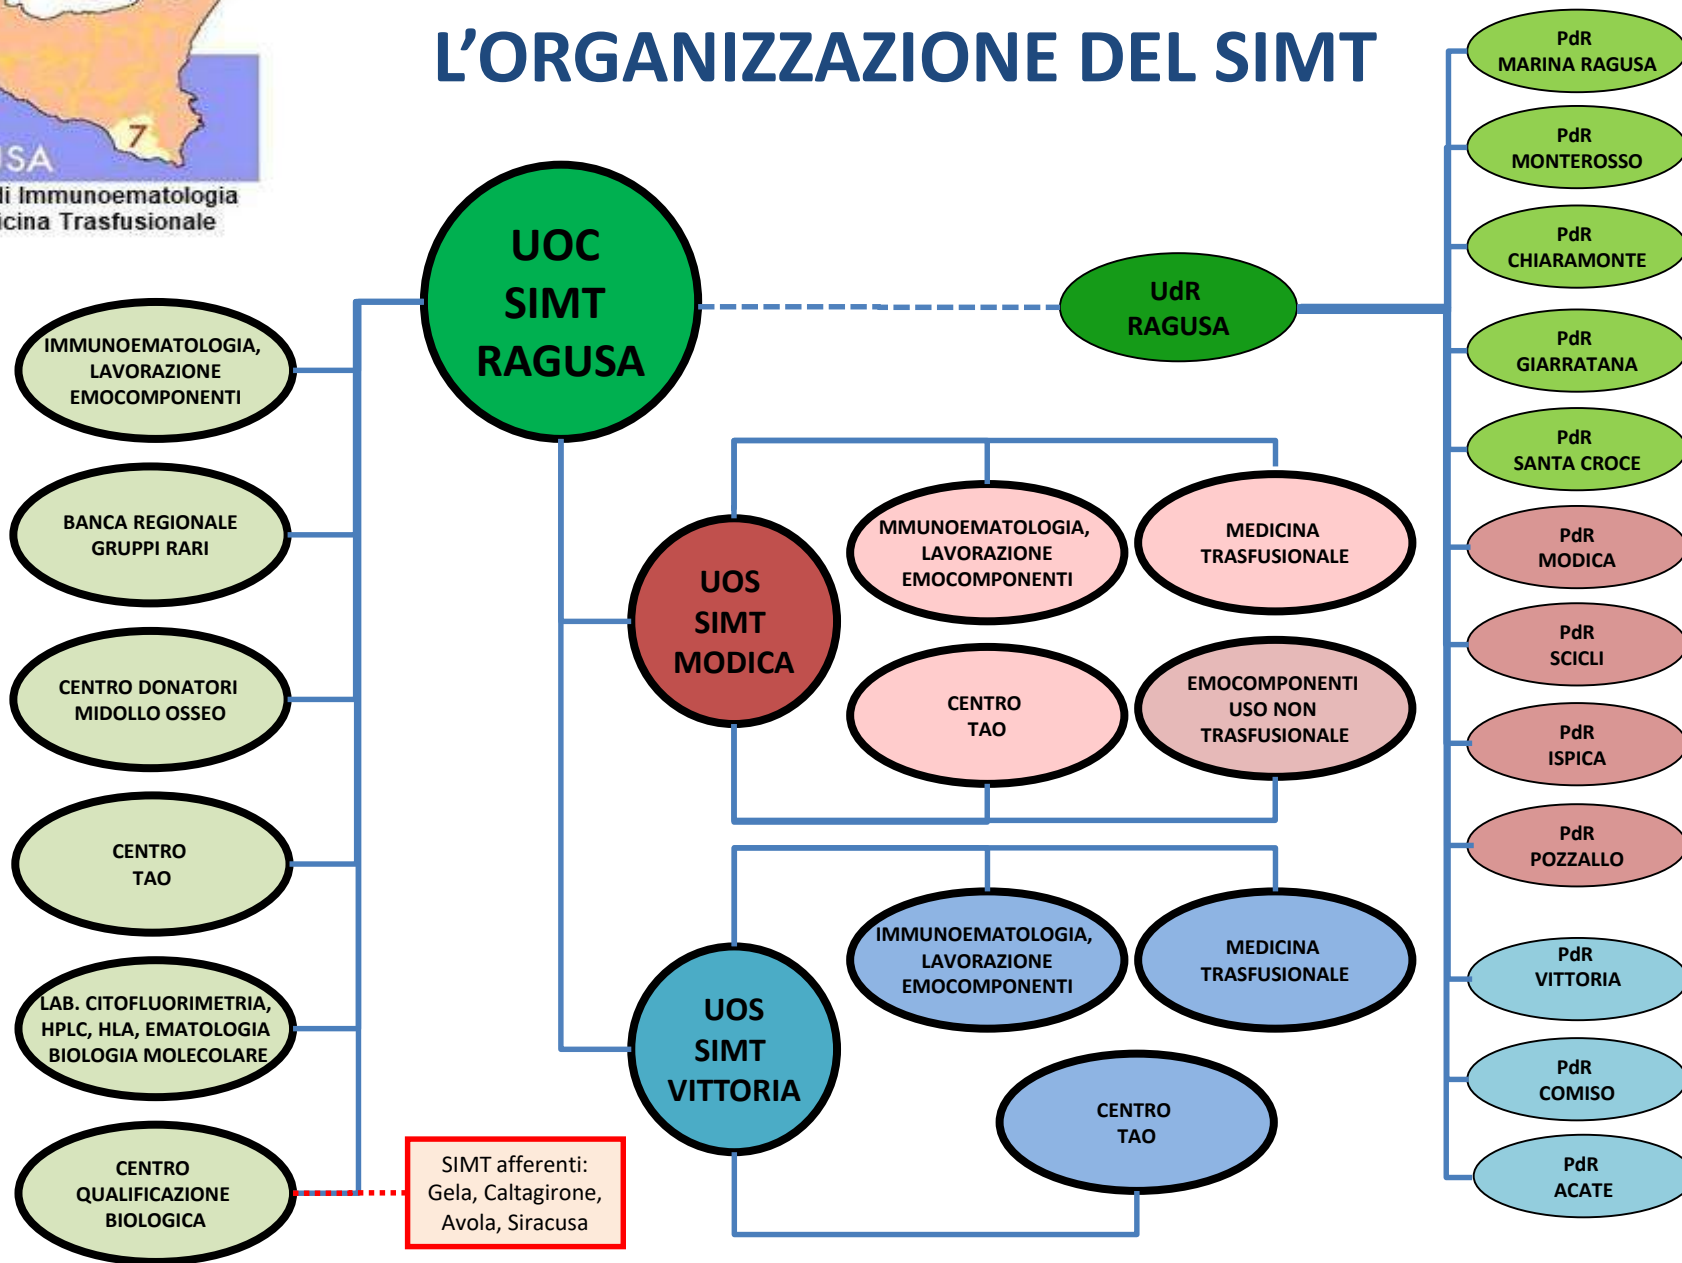 L'ORGANIZZAZIONE DEL SIMT
7
USA
di Immunoematologia
icina Trasfusionale
UOC
SIMT
RAGUSA
UdR
RAGUSA
IMMUNOEMATOLOGIA,
LAVORAZIONE
EMOCOMPONENTI
BANCA REGIONALE
GRUPPI RARI
CENTRO DONATORI
MIDOLLO OSSEO
CENTRO
TAO
LAB. CITOFLUORIMETRIA,
HPLC, HLA, EMATOLOGIA
BIOLOGIA MOLECOLARE
CENTRO
QUALIFICAZIONE
BIOLOGICA
SIMT afferenti:
Gela, Caltagirone,
Avola, Siracusa
UOS
SIMT
MODICA
MMUNOEMATOLOGIA,
LAVORAZIONE
EMOCOMPONENTI
MEDICINA
TRASFUSIONALE
CENTRO
TAO
EMOCOMPONENTI
USO NON
TRASFUSIONALE
UOS
SIMT
VITTORIA
IMMUNOEMATOLOGIA,
LAVORAZIONE
EMOCOMPONENTI
MEDICINA
TRASFUSIONALE
CENTRO
TAO
PdR
MARINA RAGUSA
PdR
MONTEROSSO
PdR
CHIARAMONTE
PdR
GIARRATANA
PdR
SANTA CROCE
PdR
MODICA
PdR
SCICLI
PdR
ISPICA
PdR
POZZALLO
PdR
VITTORIA
PdR
COMISO
PdR
ACATE